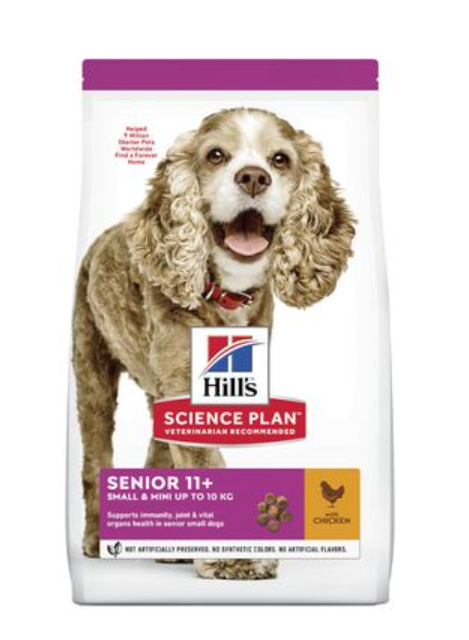 Helped
9 Million
Shelter Pets
Worldwide
Find a Forever
Home
Hill's
SCIENCE PLAN™
VETERINARIAN RECOMMENDED
SENIOR 11+
SMALL & MINI UP TO 10 KG
Supports immunity, joint & vital
organs health in senior small dogs
with
CHICKEN
NOT ARTIFICIALLY PRESERVED. NO SYNTHETIC COLORS. NO ARTIFICIAL FLAVORS.